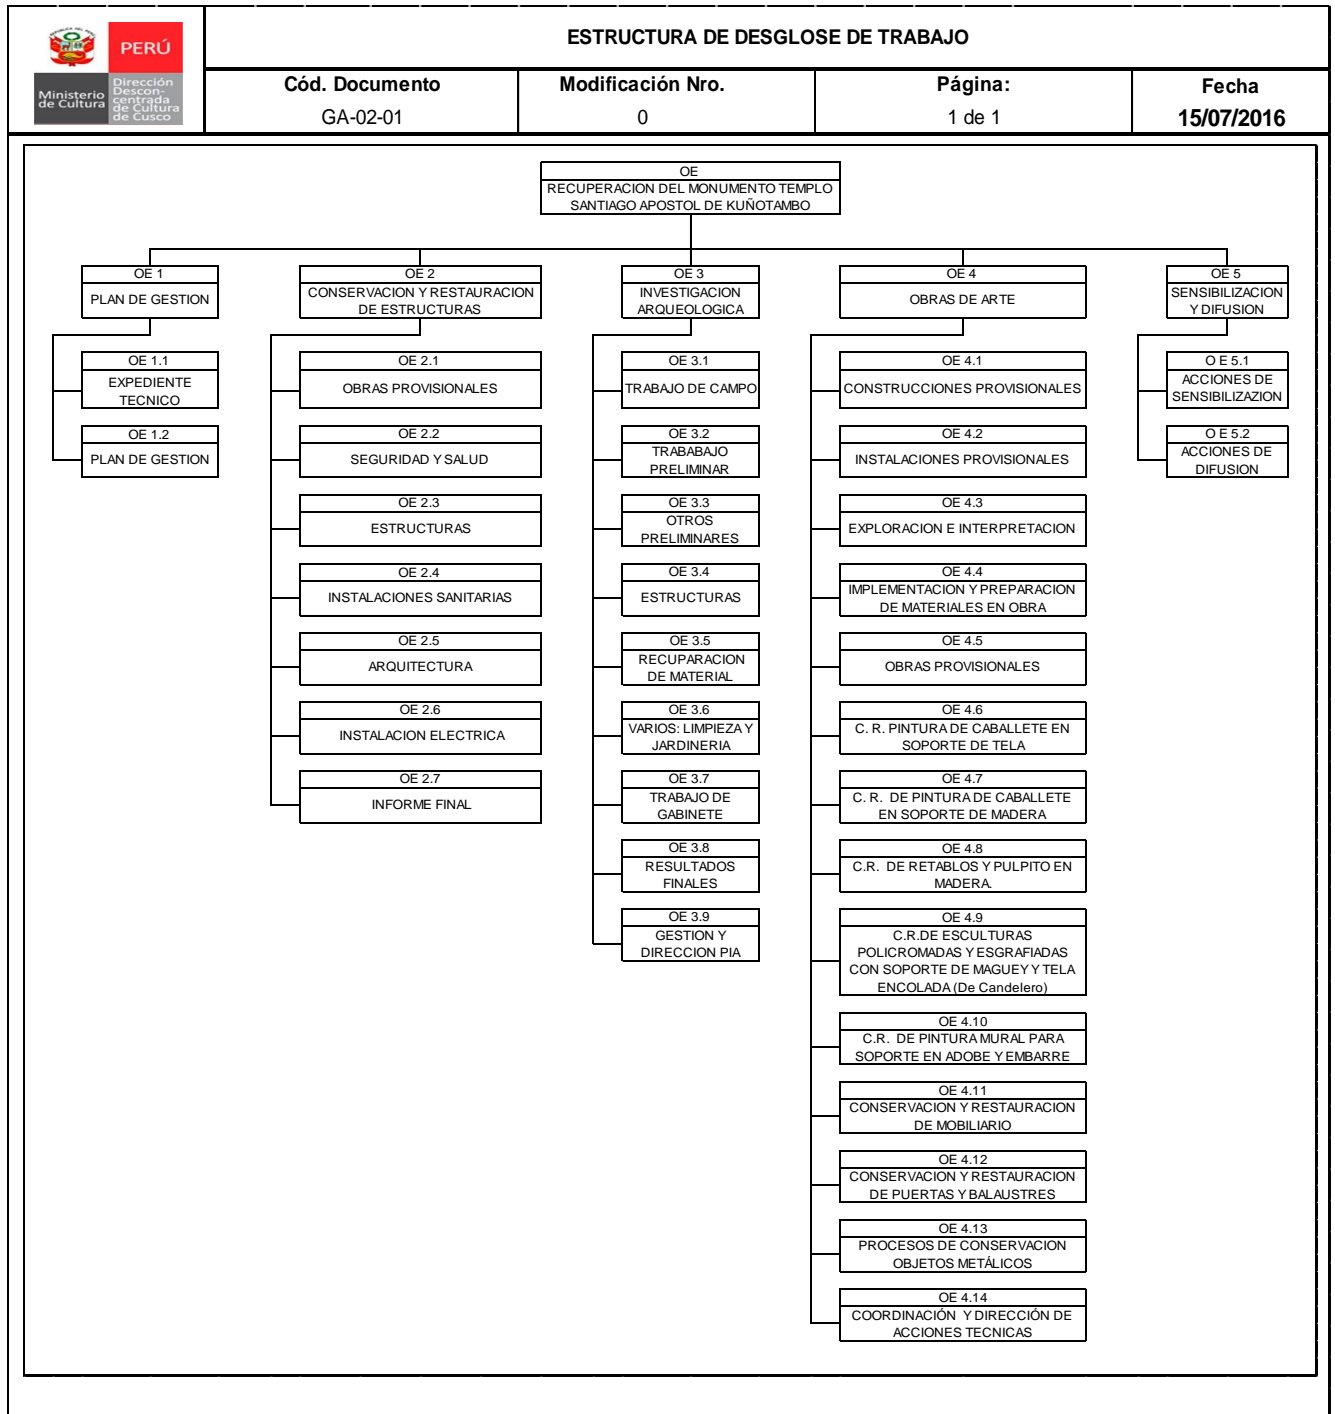 PERÚ
Ministerio
de Cultura
Dirección
Descon-
centrada
de Cultura
de Cusco
ESTRUCTURA DE DESGLOSE DE TRABAJO
Cód. Documento
GA-02-01
Modificación Nro.
0
Página:
1 de 1
Fecha
15/07/2016
OE
RECUPERACION DEL MONUMENTO TEMPLO
SANTIAGO APOSTOL DE KUÑOTAMBO
OE 1
PLAN DE GESTION
OE 1.1
EXPEDIENTE
TECNICO
OE 1.2
PLAN DE GESTION
OE 2
CONSERVACION Y RESTAURACION
DE ESTRUCTURAS
OE 2.1
OBRAS PROVISIONALES
OE 2.2
SEGURIDAD Y SALUD
OE 2.3
ESTRUCTURAS
OE 2.4
INSTALACIONES SANITARIAS
OE 2.5
ARQUITECTURA
OE 2.6
INSTALACION ELECTRICA
OE 2.7
INFORME FINAL
OE 3
INVESTIGACION
ARQUEOLOGICA
OE 3.1
TRABAJO DE CAMPO
OE 3.2
TRABABAJO
PRELIMINAR
OE 3.3
OTROS
PRELIMINARES
OE 3.4
ESTRUCTURAS
OE 3.5
RECUPARACION
DE MATERIAL
OE 3.6
VARIOS: LIMPIEZA Y
JARDINERIA
OE 3.7
TRABAJO DE
GABINETE
OE 3.8
RESULTADOS
FINALES
OE 3.9
GESTION Y
DIRECCION PIA
OE 4
OBRAS DE ARTE
OE 4.1
CONSTRUCCIONES PROVISIONALES
OE 4.2
INSTALACIONES PROVISIONALES
OE 4.3
EXPLORACION E INTERPRETACION
OE 4.4
IMPLEMENTACION Y PREPARACION
DE MATERIALES EN OBRA
OE 4.5
OBRAS PROVISIONALES
OE 4.6
C. R. PINTURA DE CABALLETE EN
SOPORTE DE TELA
OE 4.7
C. R. DE PINTURA DE CABALLETE
EN SOPORTE DE MADERA
OE 4.8
C.R. DE RETABLOS Y PULPITO EN
MADERA.
OE 4.9
C.R.DE ESCULTURAS
POLICROMADAS Y ESGRAFIADAS
CON SOPORTE DE MAGUEY Y TELA
ENCOLADA (De Candelero)
OE 4.10
C.R. DE PINTURA MURAL PARA
SOPORTE EN ADOBE Y EMBARRE
OE 4.11
CONSERVACION Y RESTAURACION
DE MOBILIARIO
OE 4.12
CONSERVACION Y RESTAURACION
DE PUERTAS Y BALAUSTRES
OE 4.13
PROCESOS DE CONSERVACION
OBJETOS METÁLICOS
OE 4.14
COORDINACIÓN Y DIRECCIÓN DE
ACCIONES TECNICAS
OE 5
SENSIBILIZACION
Y DIFUSION
O E 5.1
ACCIONES DE
SENSIBILIZAZION
O E 5.2
ACCIONES DE
DIFUSION